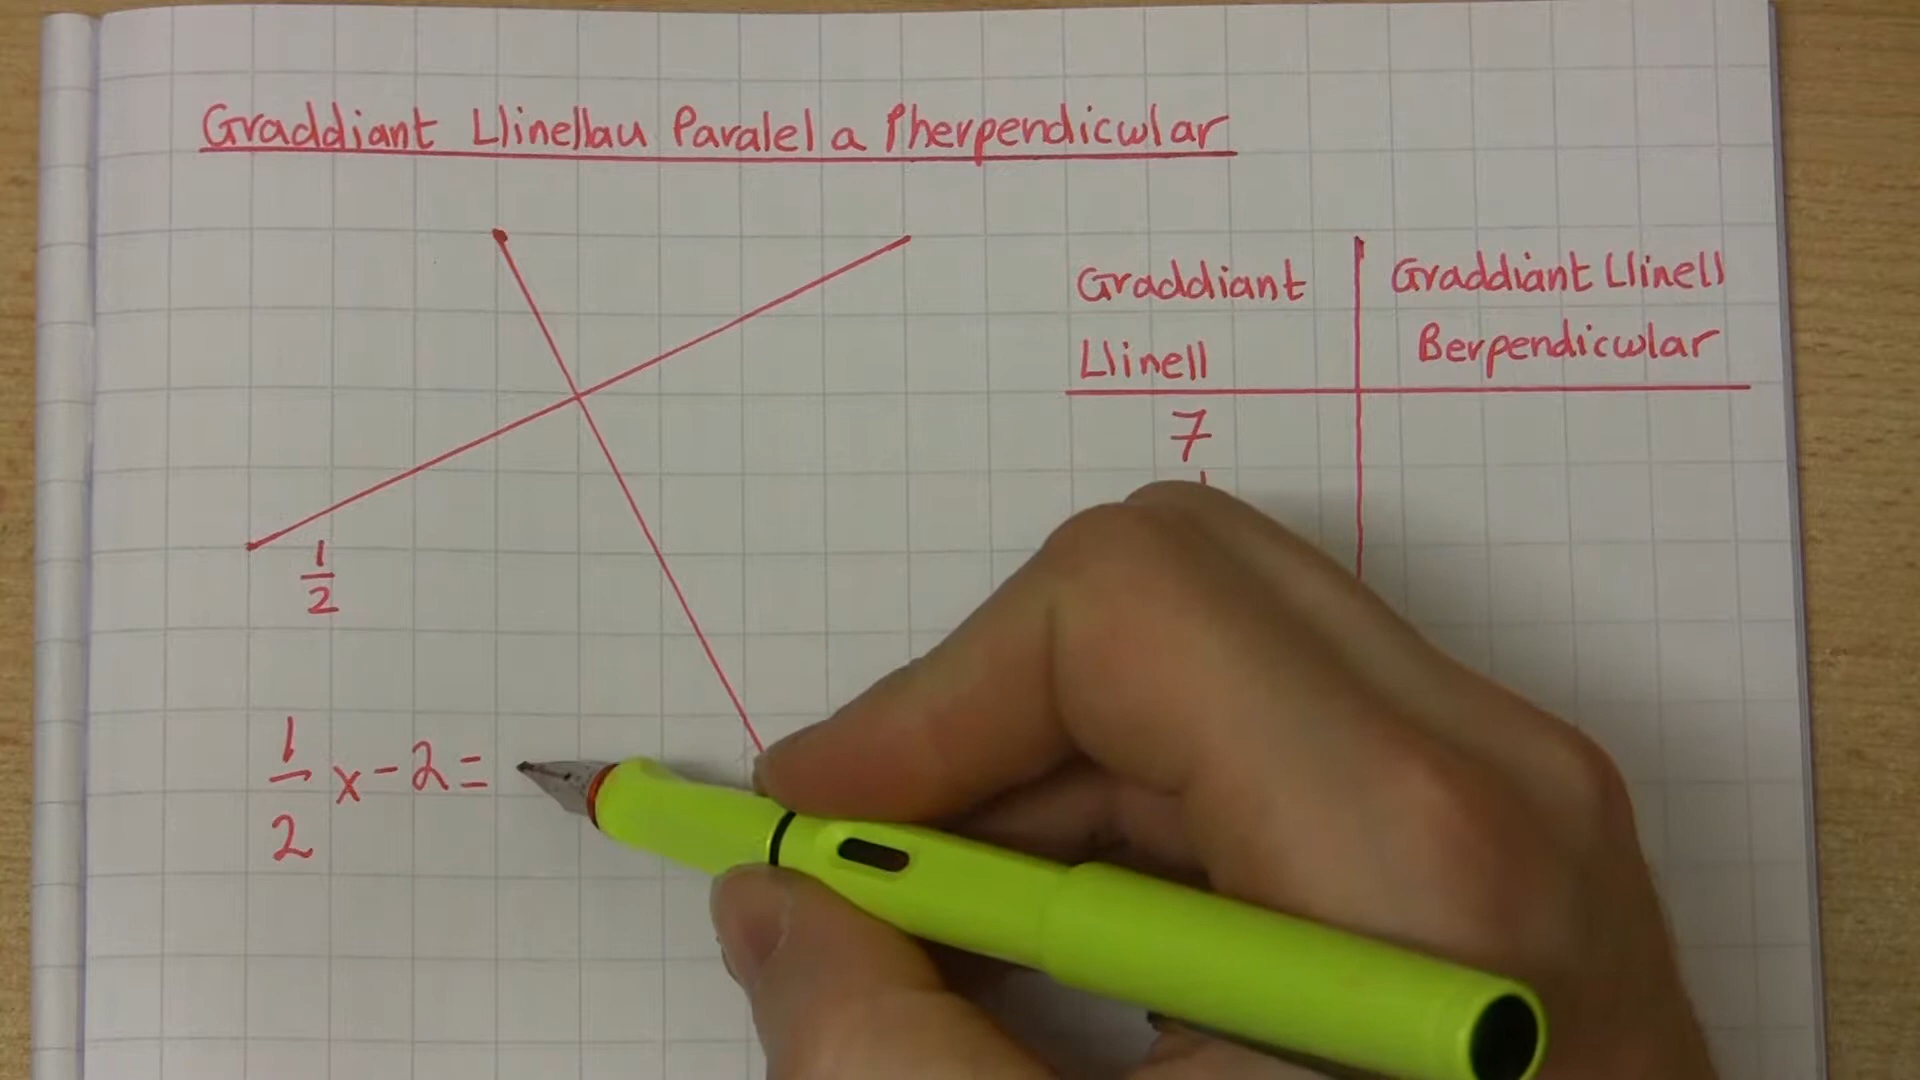 Graddiant Llinellau Paralel a Pherpendicwlar
Graddiant
Llinell
Graddiant Llinell
Berpendicwlar
7
1
2
1
2
x - 2 =